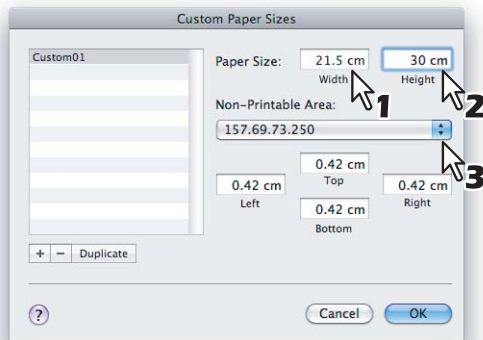 Custom Paper Sizes
Custom01
Paper Size:
21.5 cm
30 cm
Width
Height
1
2
Non-Printable Area:
157.69.73.250
3
0.42 cm
Top
0.42 cm
0.42 cm
Left
Right
0.42 cm
Bottom
+ − Duplicate
?
Cancel
OK